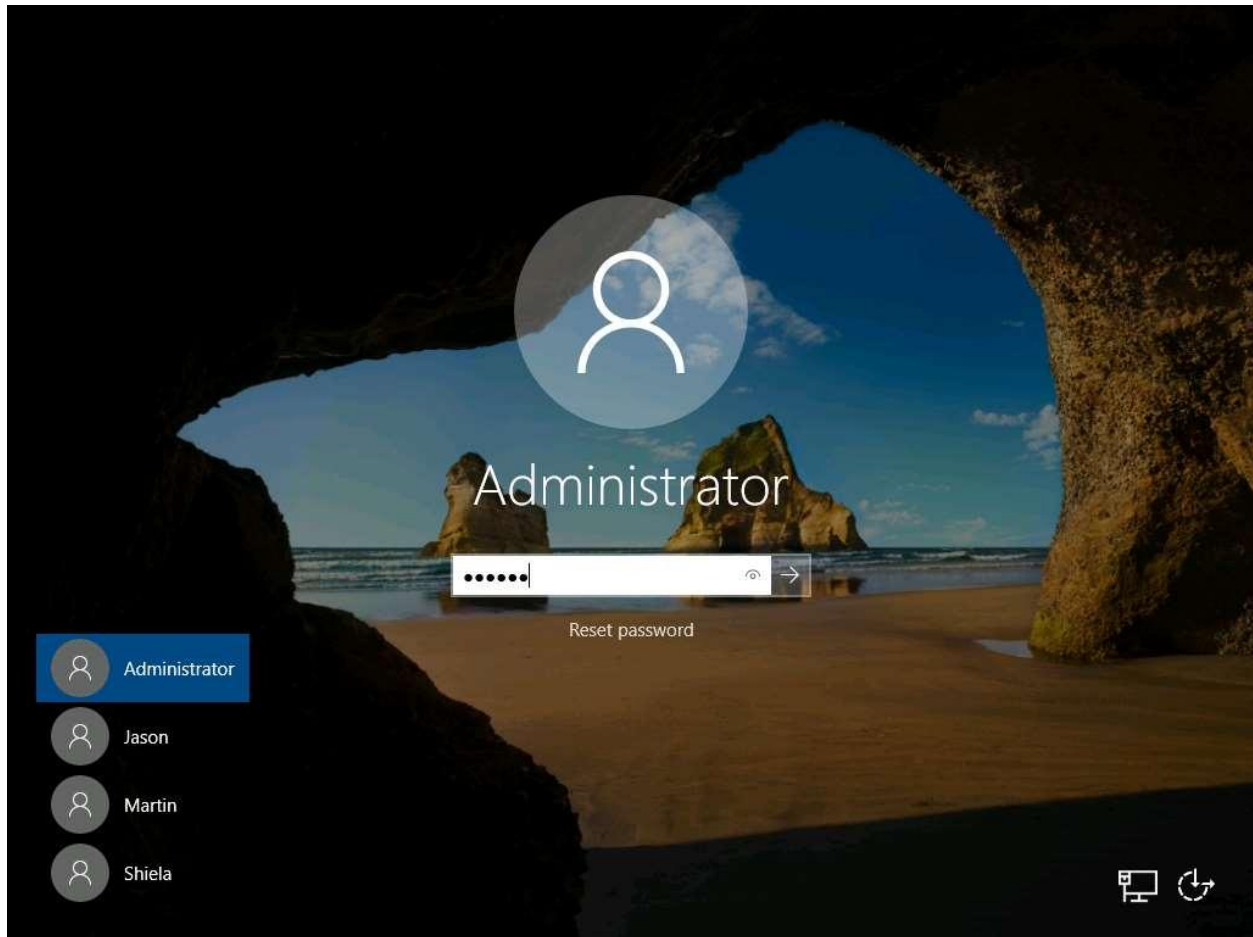 Administrator
••••••
Reset password
Administrator
Jason
Martin
Shiela